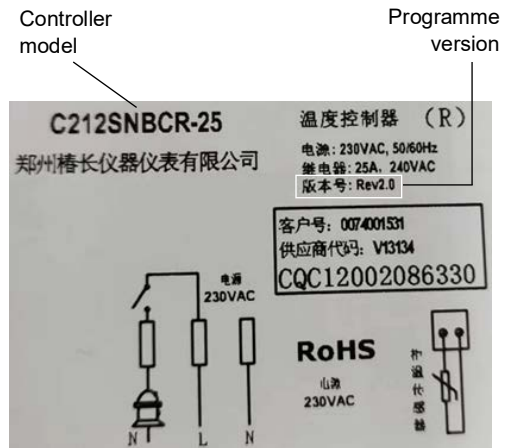 Controller model
Programme version
C212SNBCR-25
温度控制器 (R)
郑州椿长仪器仪表有限公司
电源: 230VAC, 50/60Hz
继电器: 25A, 240VAC
版本号: Rev2.0
客户号: 0074001531
供应商代码: V13134
CQC12002086330
电源
230VAC
RoHS
230VAC
N
L
N